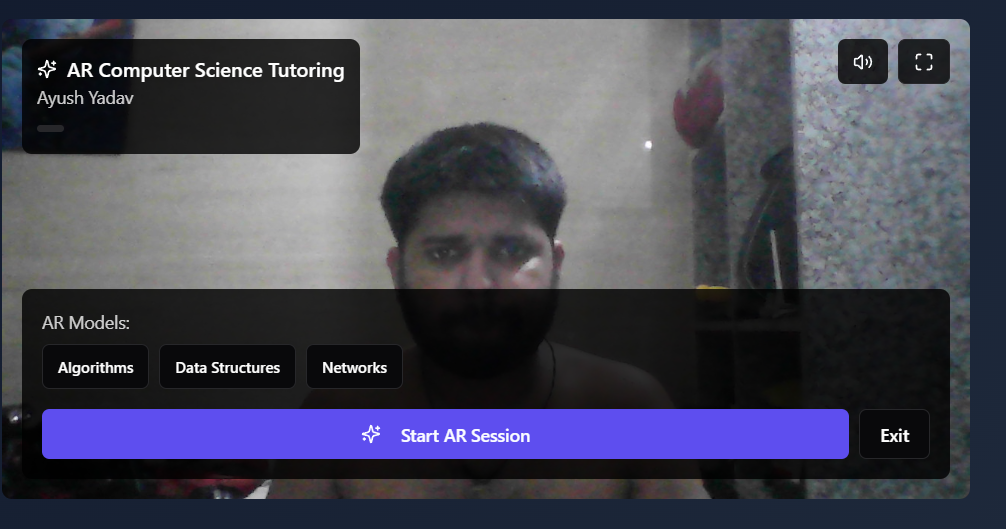 AR Computer Science Tutoring
Ayush Yadav
AR Models:
Algorithms
Data Structures
Networks
Start AR Session
Exit